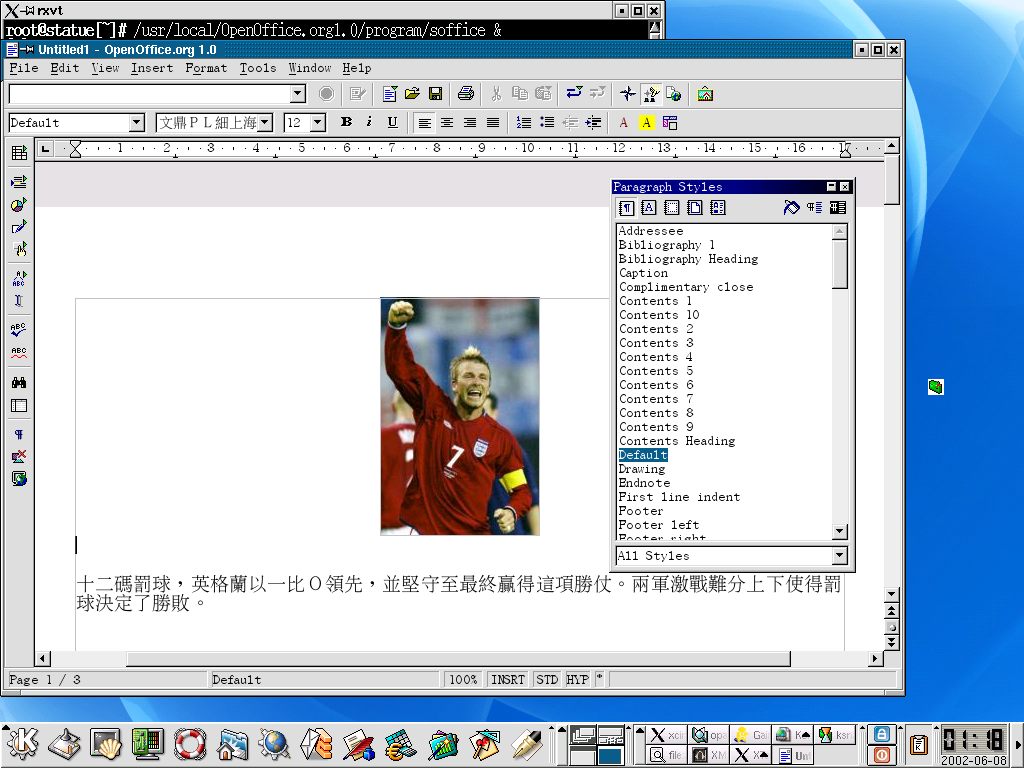 rxvt
root@statue[~]# /usr/local/OpenOffice.org1.0/program/soffice &
Untitled1 - OpenOffice.org 1.0
File Edit View Insert Format Tools Window Help
Default 文鼎ＰＬ細上海 12 B i U A A
1 2 3 4 5 6 7 8 9 10 11 12 13 14 15 16 17
Paragraph Styles
Addressee
Bibliography 1
Bibliography Heading
Caption
Complimentary close
Contents 1
Contents 10
Contents 2
Contents 3
Contents 4
Contents 5
Contents 6
Contents 7
Contents 8
Contents 9
Contents Heading
Default
Drawing
Endnote
First line indent
Footer
Footer left
Footer right
All Styles
7
十二碼罰球，英格蘭以一比０領先，並堅守至最終贏得這項勝仗。兩軍激戰難分上下使得罰
球決定了勝敗。
Page 1 / 3 Default 100% INSRT STD HYP *
xcin opa Gai K ksn
file XM X Unt
01:18
2002-06-08